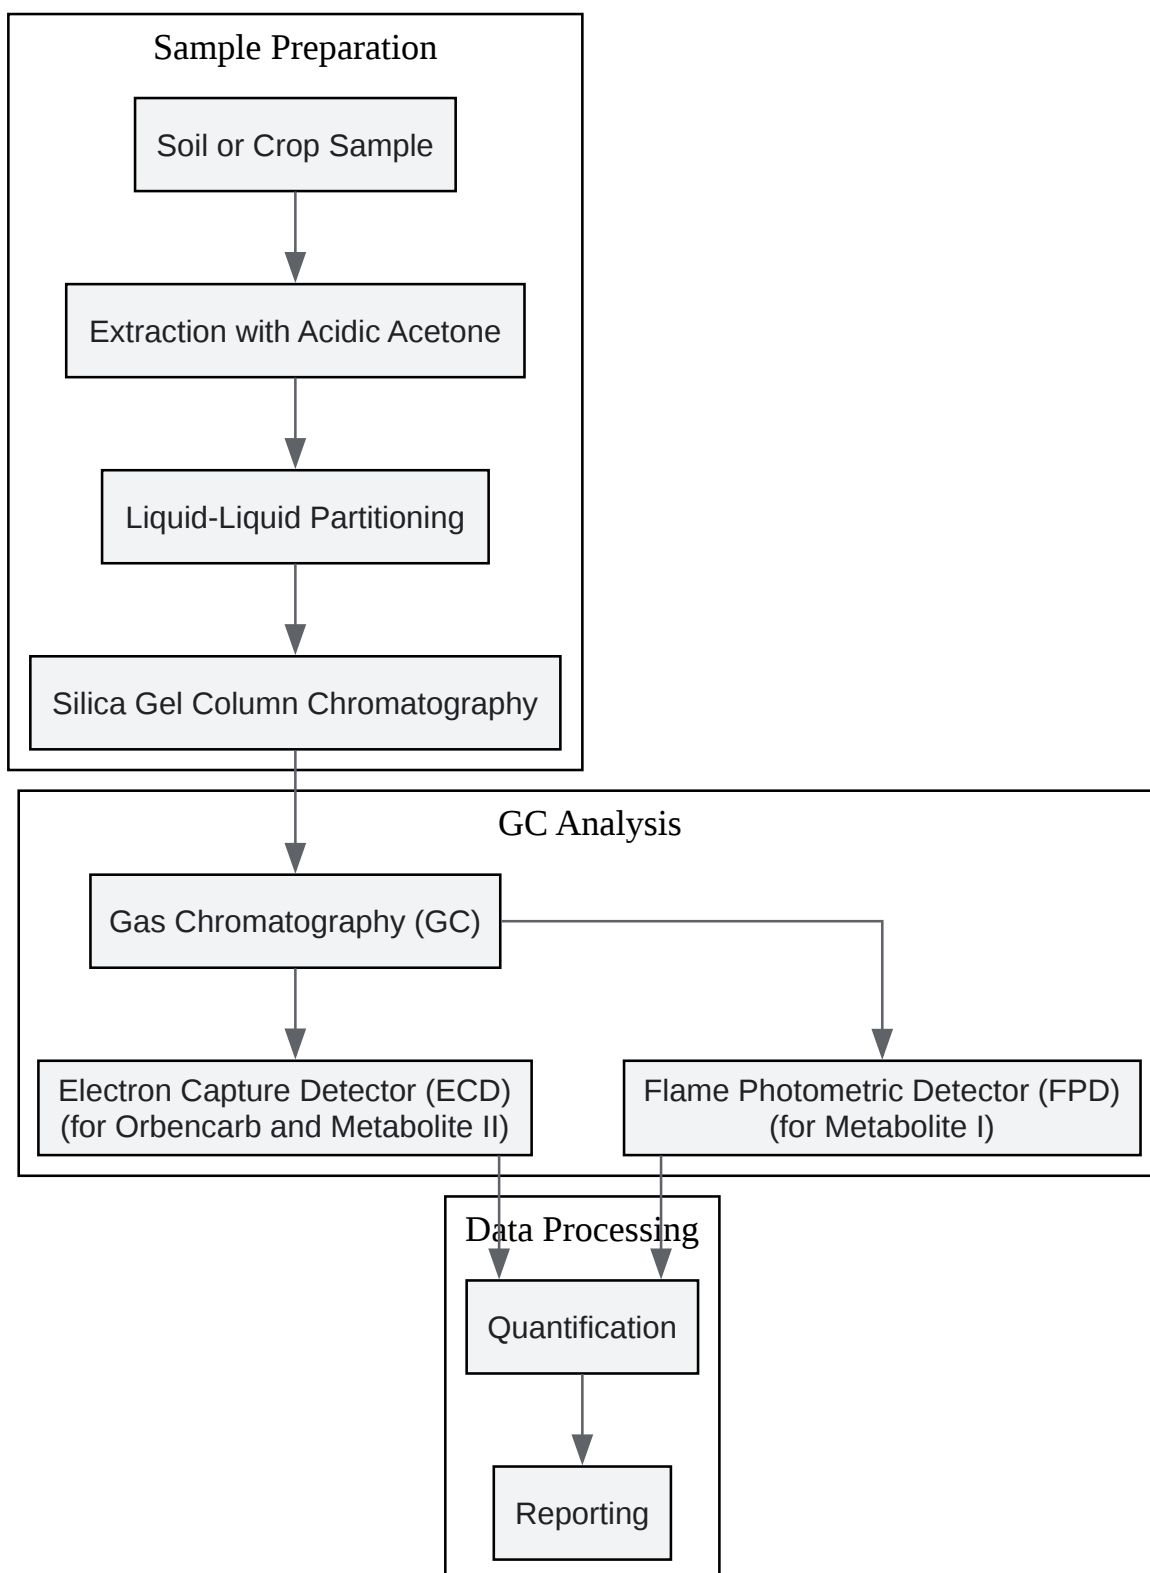 Sample Preparation
Soil or Crop Sample
Extraction with Acidic Acetone
Liquid-Liquid Partitioning
Silica Gel Column Chromatography
GC Analysis
Gas Chromatography (GC)
Electron Capture Detector (ECD)
(for Orbencarb and Metabolite II)
Flame Photometric Detector (FPD)
(for Metabolite I)
Data Processing
Quantification
Reporting